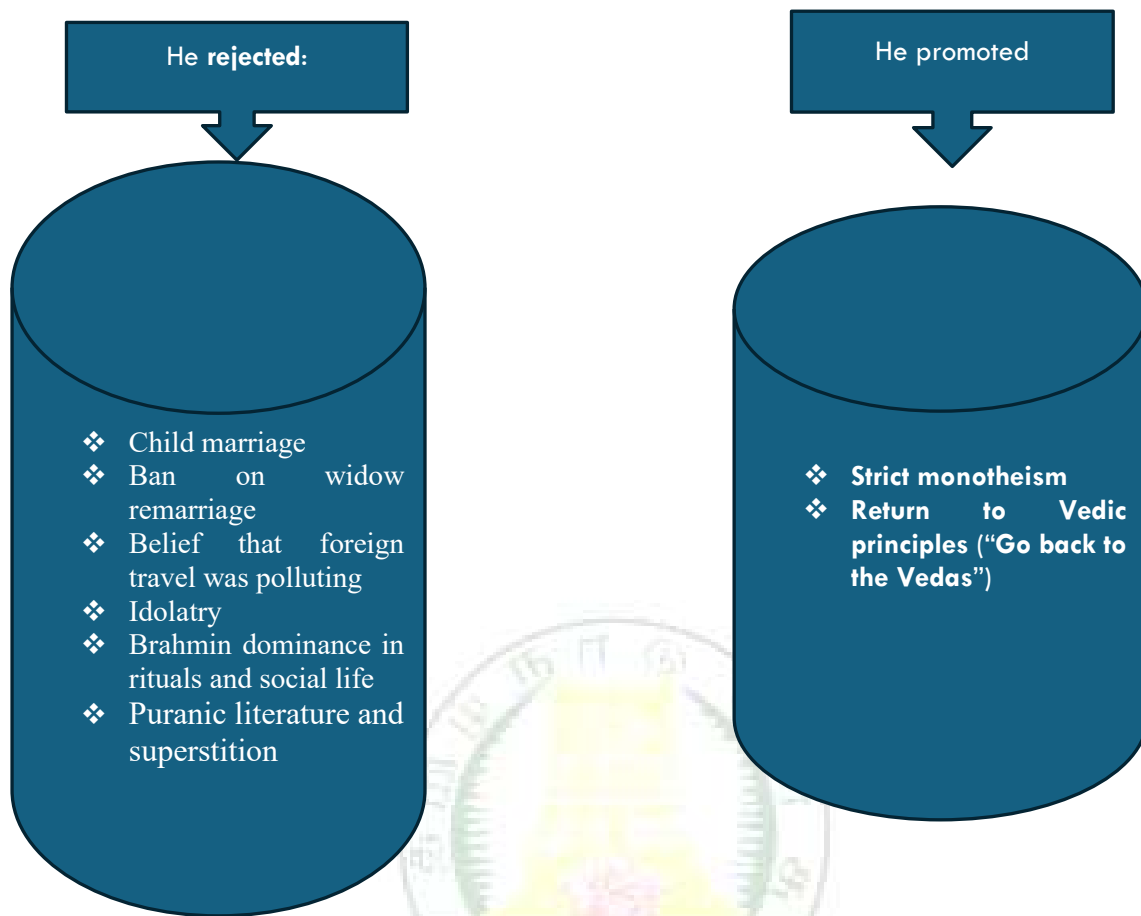 He rejected:
He promoted
❖ Child marriage
❖ Ban on widow
remarriage
❖ Belief that foreign
travel was polluting
❖ Idolatry
❖ Brahmin dominance in
rituals and social life
❖ Puranic literature and
superstition
❖ Strict monotheism
❖ Return to Vedic
principles (“Go back to
the Vedas”)